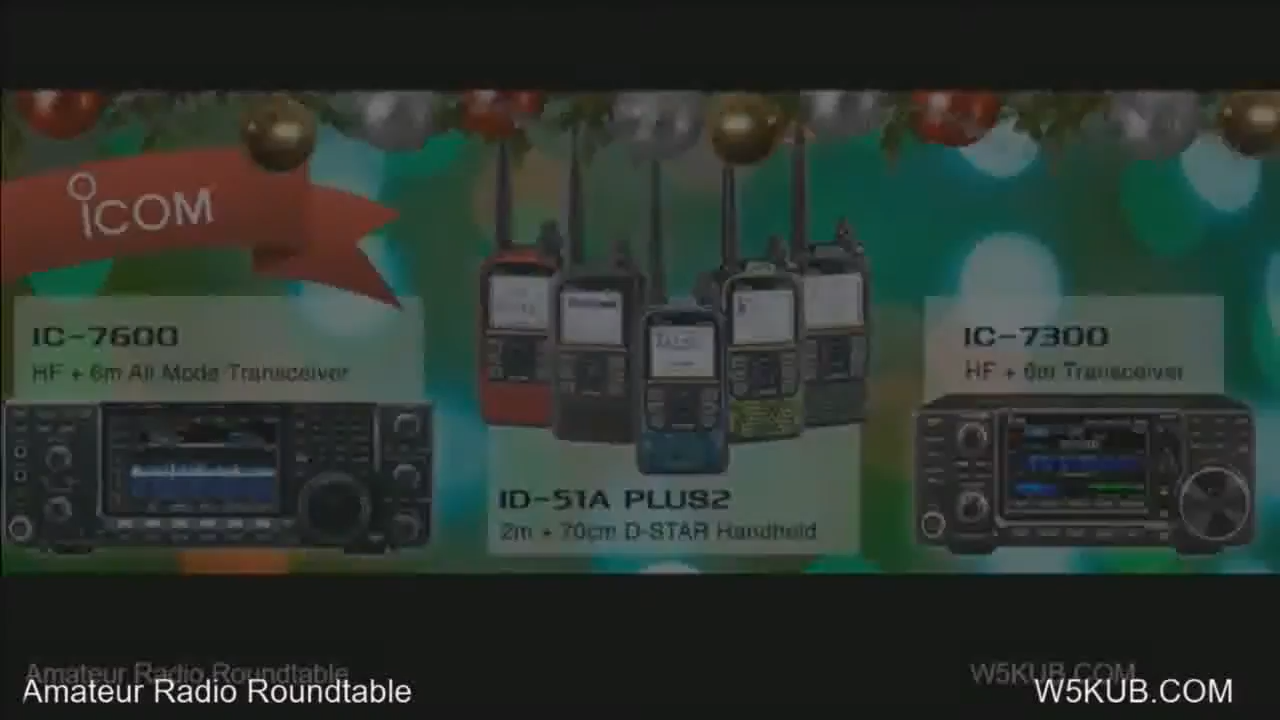 ICOM
IC-7600
HF + 6m All Mode Transceiver
IC-7300
HF + 6m Transceiver
ID-51A PLUS2
2m + 70cm D-STAR Handheld
Amateur Radio Roundtable
W5KUB.COM
Amateur Radio Roundtable
W5KUB.COM